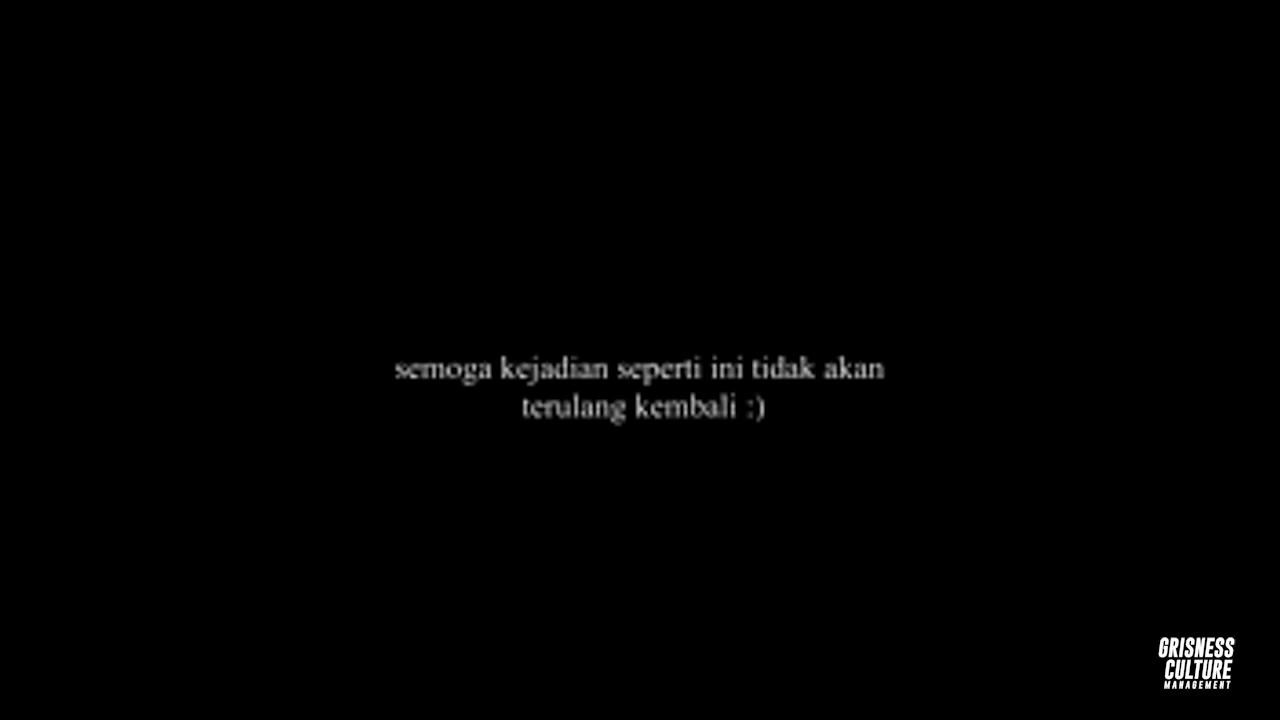 semoga kejadian seperti ini tidak akan
terulang kembali :)
GRISNESS
CULTURE
MANAGEMENT